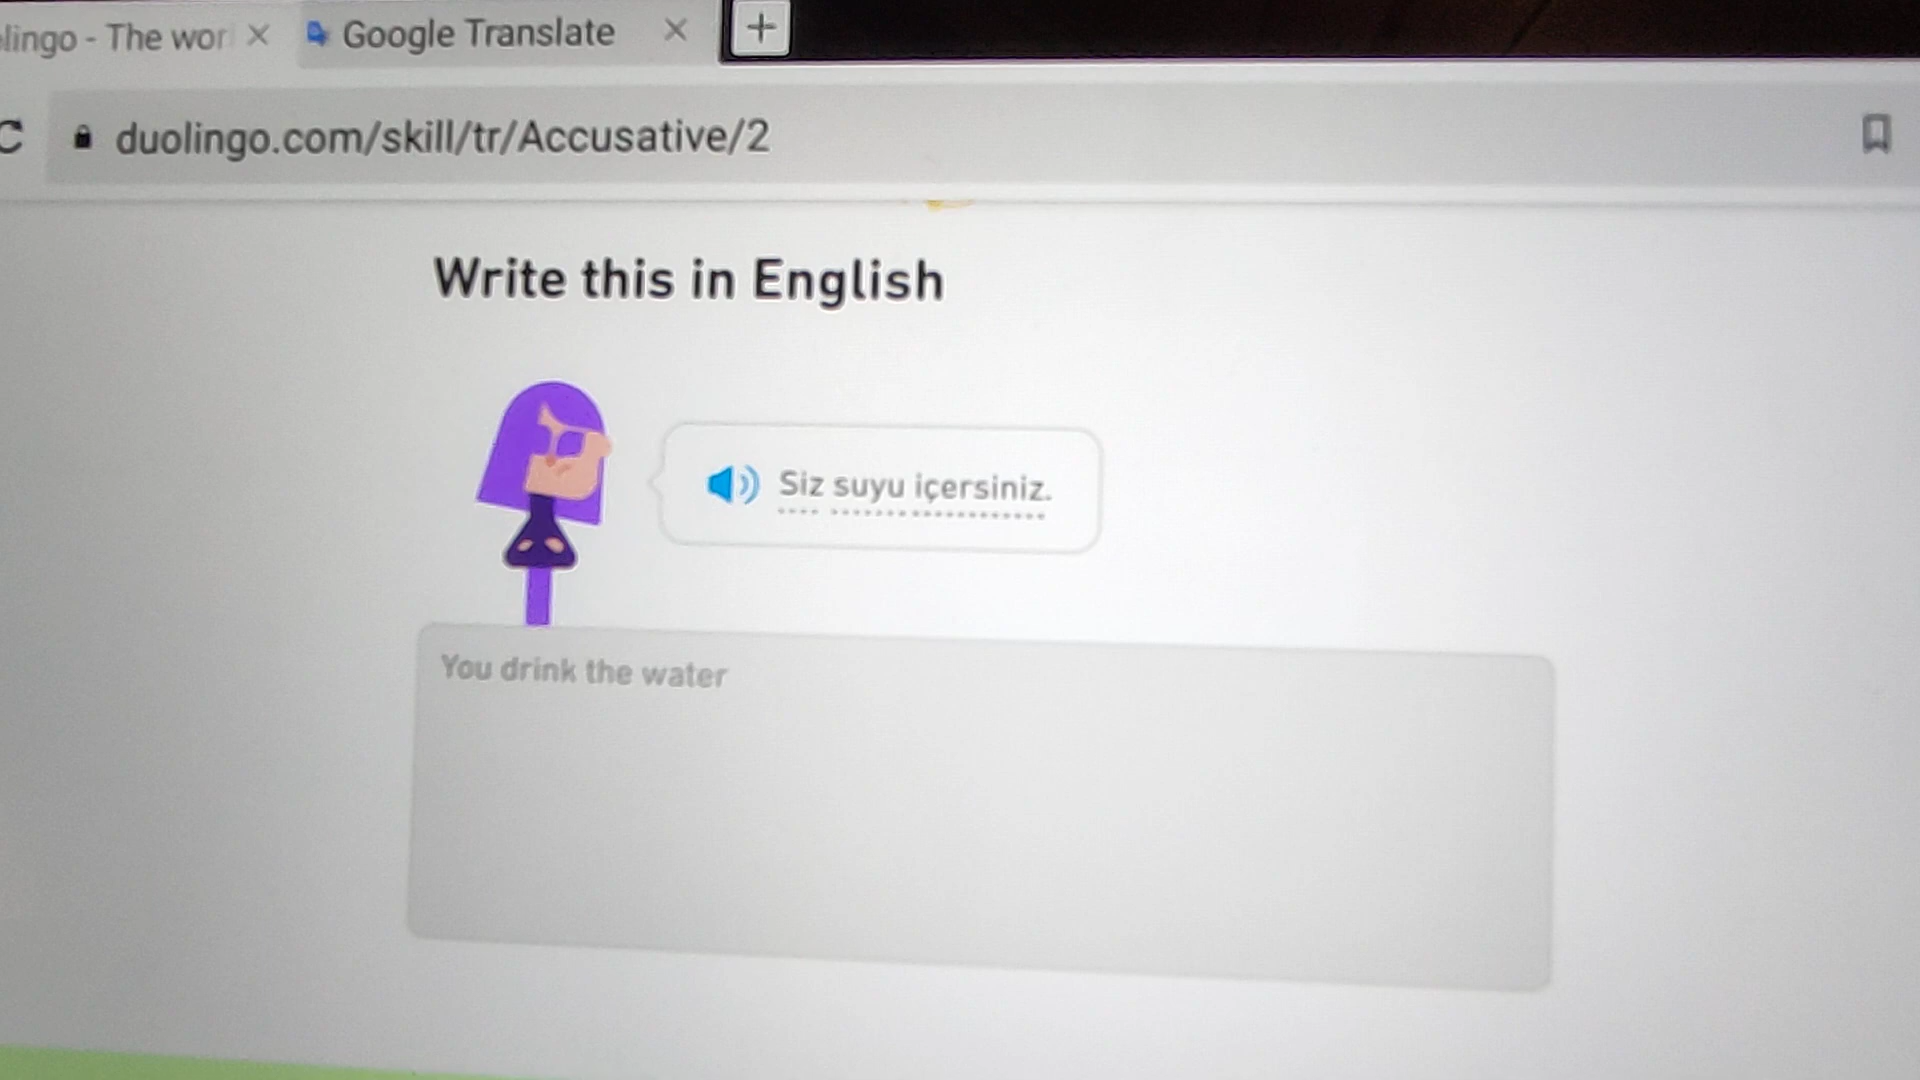 lingo - The wor
Google Translate
duolingo.com/skill/tr/Accusative/2
Write this in English
Siz suyu içersiniz.
You drink the water